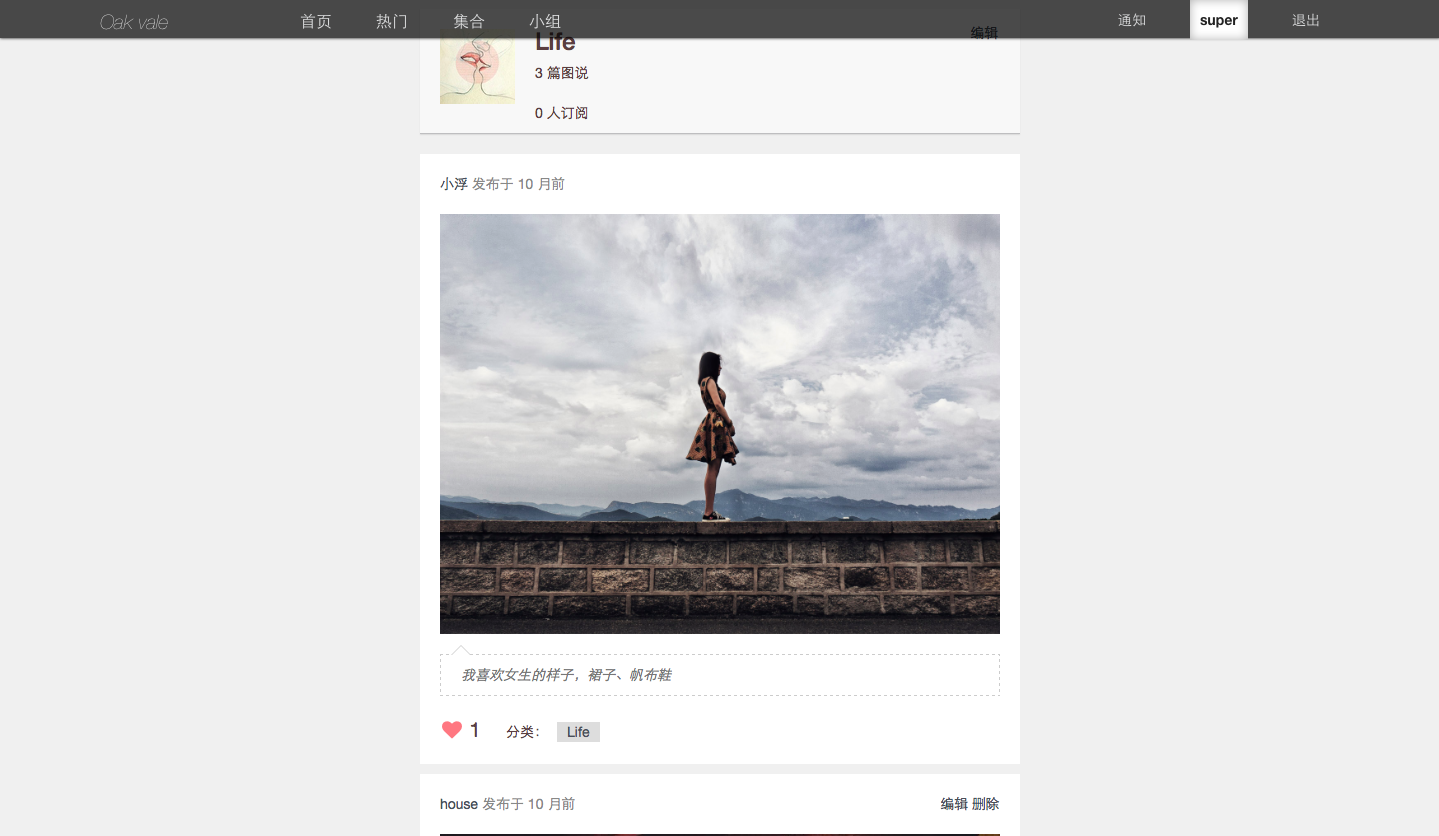 Oak vale 首页 热门 集合 小组 通知 super 退出
Life 编辑
3 篇图说
0 人订阅
小浮 发布于 10 月前
我喜欢女生的样子，裙子、帆布鞋
1 分类： Life
house 发布于 10 月前 编辑 删除